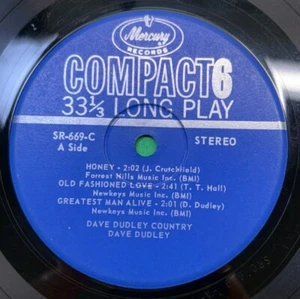 Mercury
RECORDS
COMPACT6
33⅓ LONG PLAY
SR-669-C
STEREO
A Side
HONEY - 2:02 (J. Crutchfield)
Forrest Hills Music Inc. (BMI)
OLD FASHIONED LOVE - 2:41 (T. T. Hall)
Newkeys Music Inc. (BMI)
GREATEST MAN ALIVE - 2:01 (D. Dudley)
Newkeys Music Inc. (BMI)
DAVE DUDLEY COUNTRY
DAVE DUDLEY